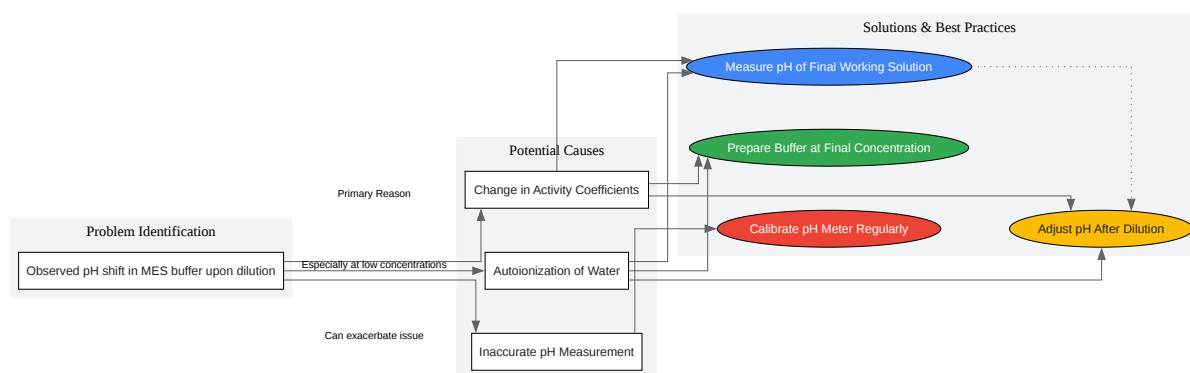 Solutions & Best Practices
Measure pH of Final Working Solution
Potential Causes
Prepare Buffer at Final Concentration
Primary Reason
Change in Activity Coefficients
Problem Identification
Calibrate pH Meter Regularly
Adjust pH After Dilution
Observed pH shift in MES buffer upon dilution
Especially at low concentrations
Autoionization of Water
Can exacerbate issue
Inaccurate pH Measurement